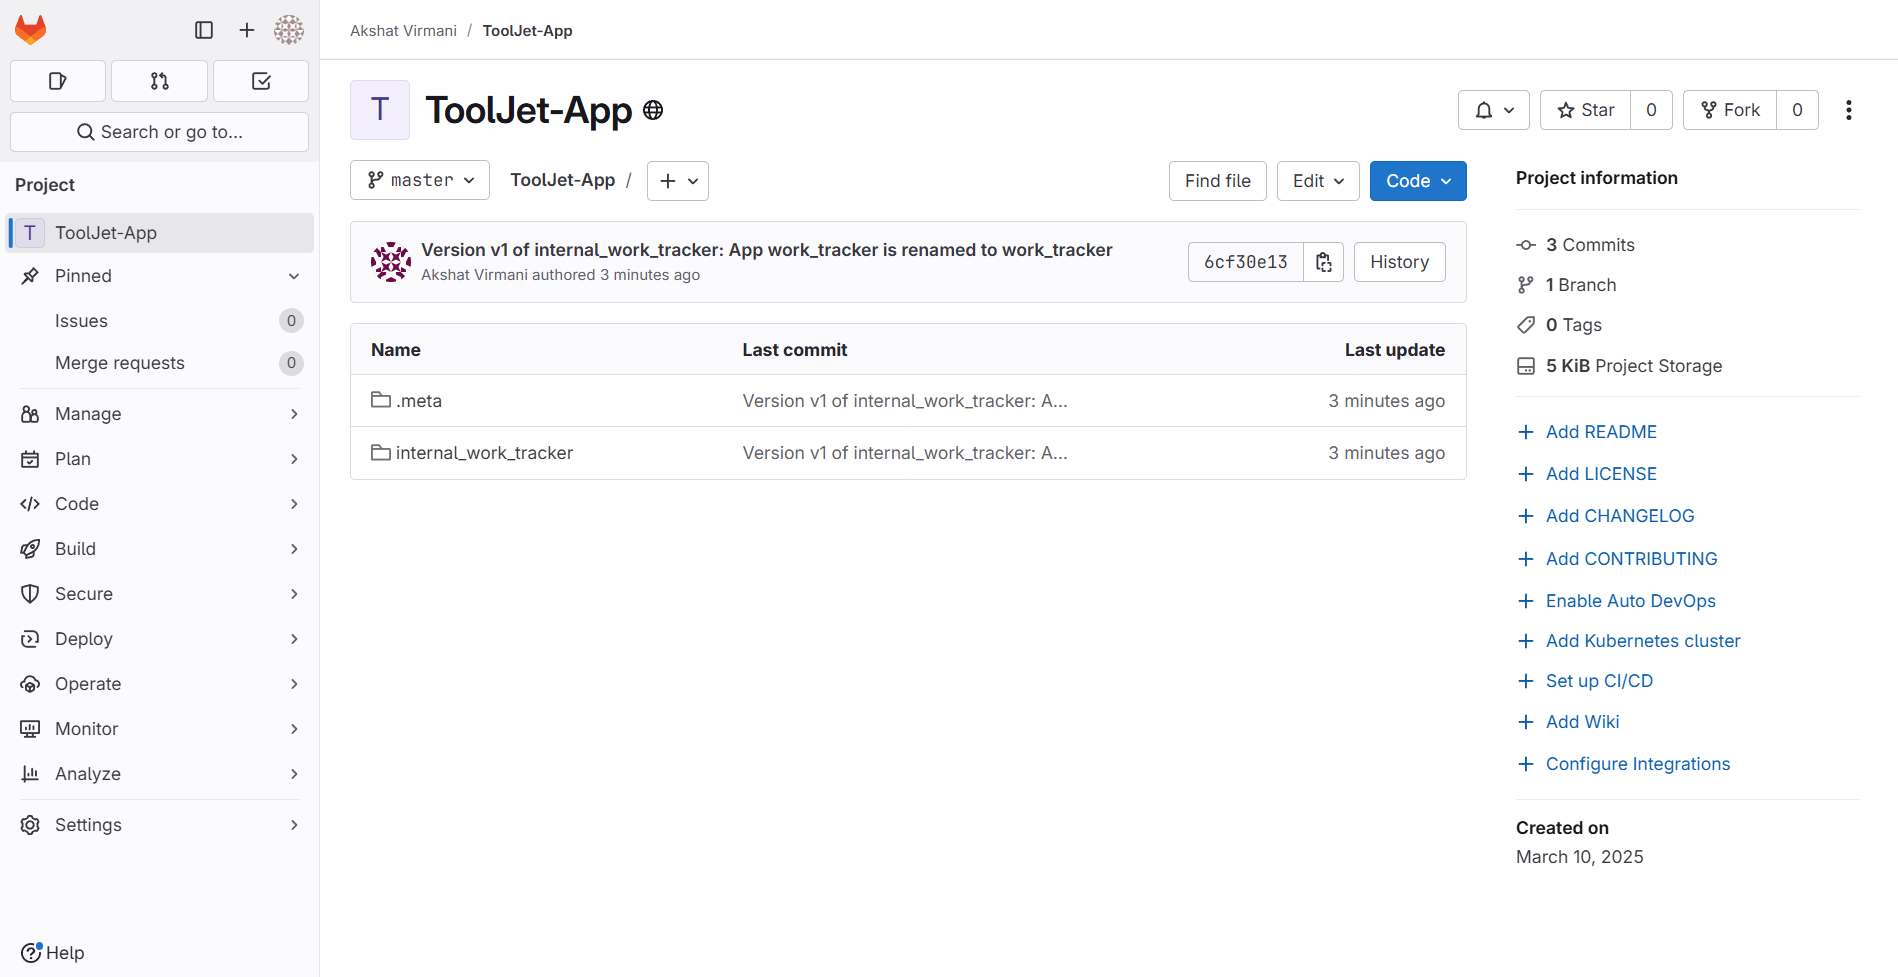 Akshat Virmani / ToolJet-App
Search or go to...
Project
T ToolJet-App
Pinned
Issues 0
Merge requests 0
Manage
Plan
Code
Build
Secure
Deploy
Operate
Monitor
Analyze
Settings
Help
T ToolJet-App
Star 0
Fork 0
master
ToolJet-App /
Find file
Edit
Code
Version v1 of internal_work_tracker: App work_tracker is renamed to work_tracker
Akshat Virmani authored 3 minutes ago
6cf30e13
History
Name Last commit Last update
.meta Version v1 of internal_work_tracker: A... 3 minutes ago
internal_work_tracker Version v1 of internal_work_tracker: A... 3 minutes ago
Project information
3 Commits
1 Branch
0 Tags
5 KiB Project Storage
Add README
Add LICENSE
Add CHANGELOG
Add CONTRIBUTING
Enable Auto DevOps
Add Kubernetes cluster
Set up CI/CD
Add Wiki
Configure Integrations
Created on
March 10, 2025